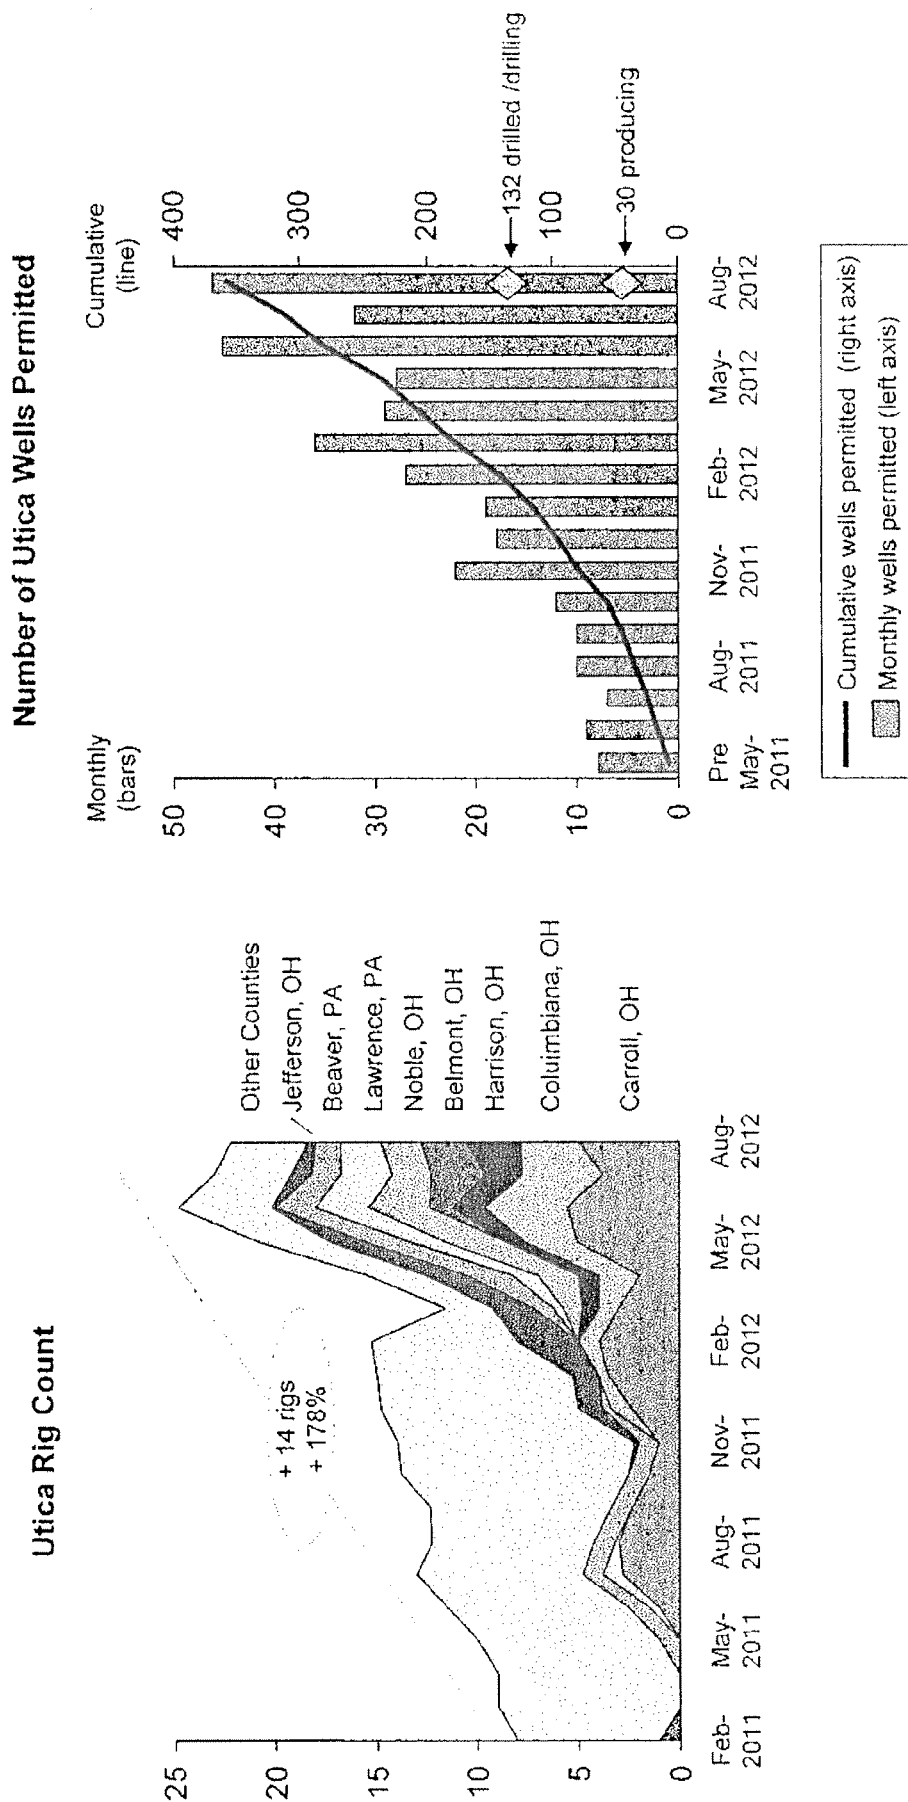 Utica Rig Count
25
20
15
10
5
0
+ 14 rigs
+ 178%
Other Counties
Jefferson, OH
Beaver, PA
Lawrence, PA
Noble, OH
Belmont, OH
Harrison, OH
Coluimbiana, OH
Carroll, OH
Feb-
2011
May-
2011
Aug-
2011
Nov-
2011
Feb-
2012
May-
2012
Aug-
2012
Number of Utica Wells Permitted
Monthly
(bars)
Cumulative
(line)
50
40
30
20
10
0
400
300
200
100
0
132 drilled /drilling
30 producing
Pre
May-
2011
Aug-
2011
Nov-
2011
Feb-
2012
May-
2012
Aug-
2012
Cumulative wells permitted (right axis)
Monthly wells permitted (left axis)